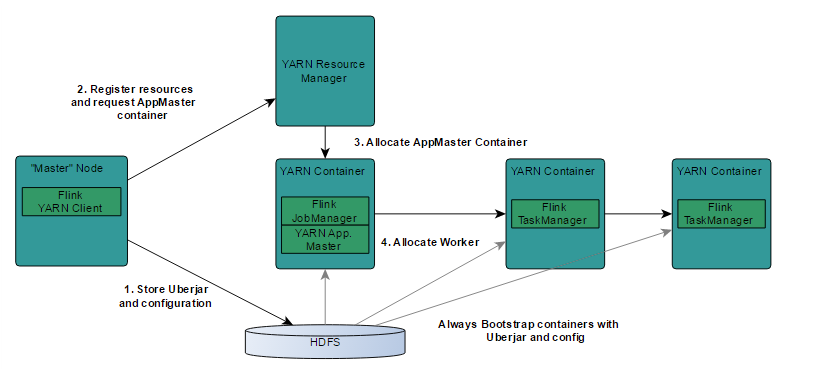 YARN Resource
Manager
2. Register resources
and request AppMaster
container
3. Allocate AppMaster Container
"Master" Node
Flink
YARN Client
YARN Container
Flink
JobManager
YARN App.
Master
4. Allocate Worker
YARN Container
Flink
TaskManager
YARN Container
Flink
TaskManager
1. Store Uberjar
and configuration
HDFS
Always Bootstrap containers with
Uberjar and config